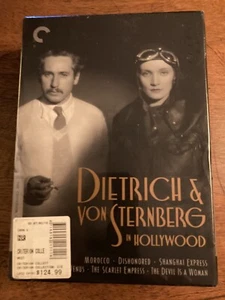 DIETRICH &
VON STERNBERG
IN HOLLYWOOD
MOROCCO · DISHONORED · SHANGHAI EXPRESS
VENUS · THE SCARLET EMPRESS · THE DEVIL IS A WOMAN
$124.99